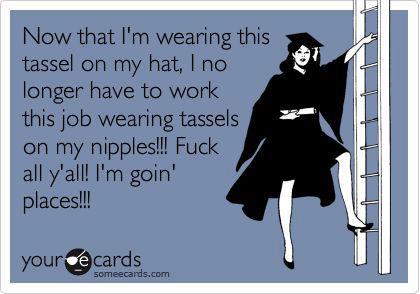 Now that I'm wearing this
tassel on my hat, I no
longer have to work
this job wearing tassels
on my nipples!!! Fuck
all y'all! I'm goin'
places!!!
your e cards
someecards.com